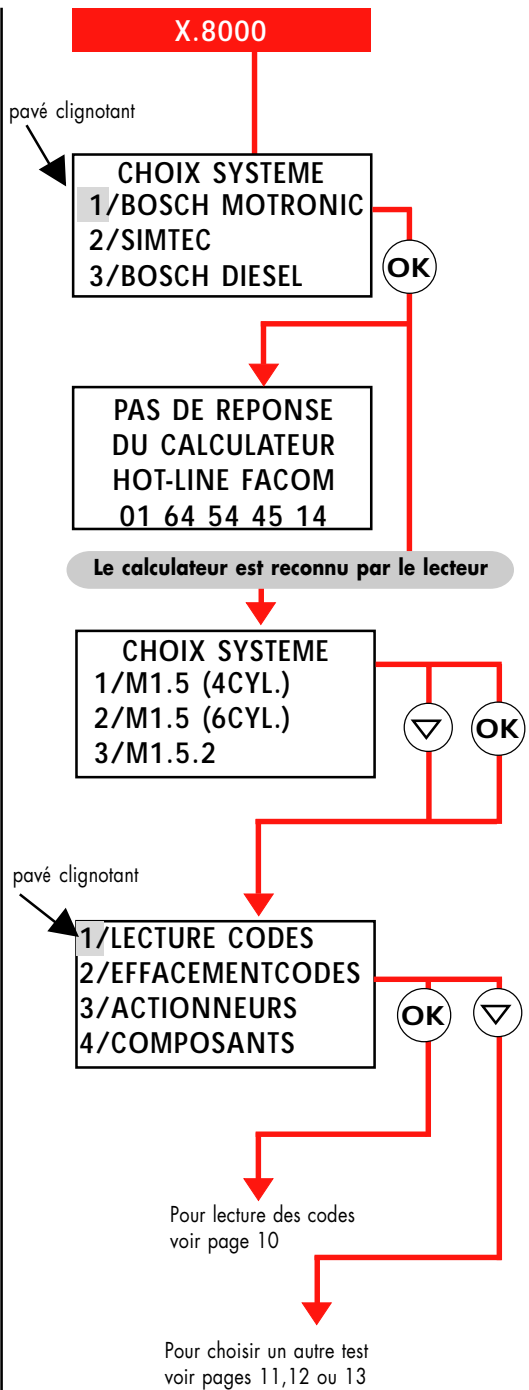 X.8000
pavé clignotant
CHOIX SYSTEME
1/BOSCH MOTRONIC
2/SIMTEC
3/BOSCH DIESEL
OK
PAS DE REPONSE
DU CALCULATEUR
HOT-LINE FACOM
01 64 54 45 14
Le calculateur est reconnu par le lecteur
CHOIX SYSTEME
1/M1.5 (4CYL.)
2/M1.5 (6CYL.)
3/M1.5.2
OK
pavé clignotant
1/LECTURE CODES
2/EFFACEMENTCODES
3/ACTIONNEURS
4/COMPOSANTS
OK
Pour lecture des codes
voir page 10
Pour choisir un autre test
voir pages 11,12 ou 13